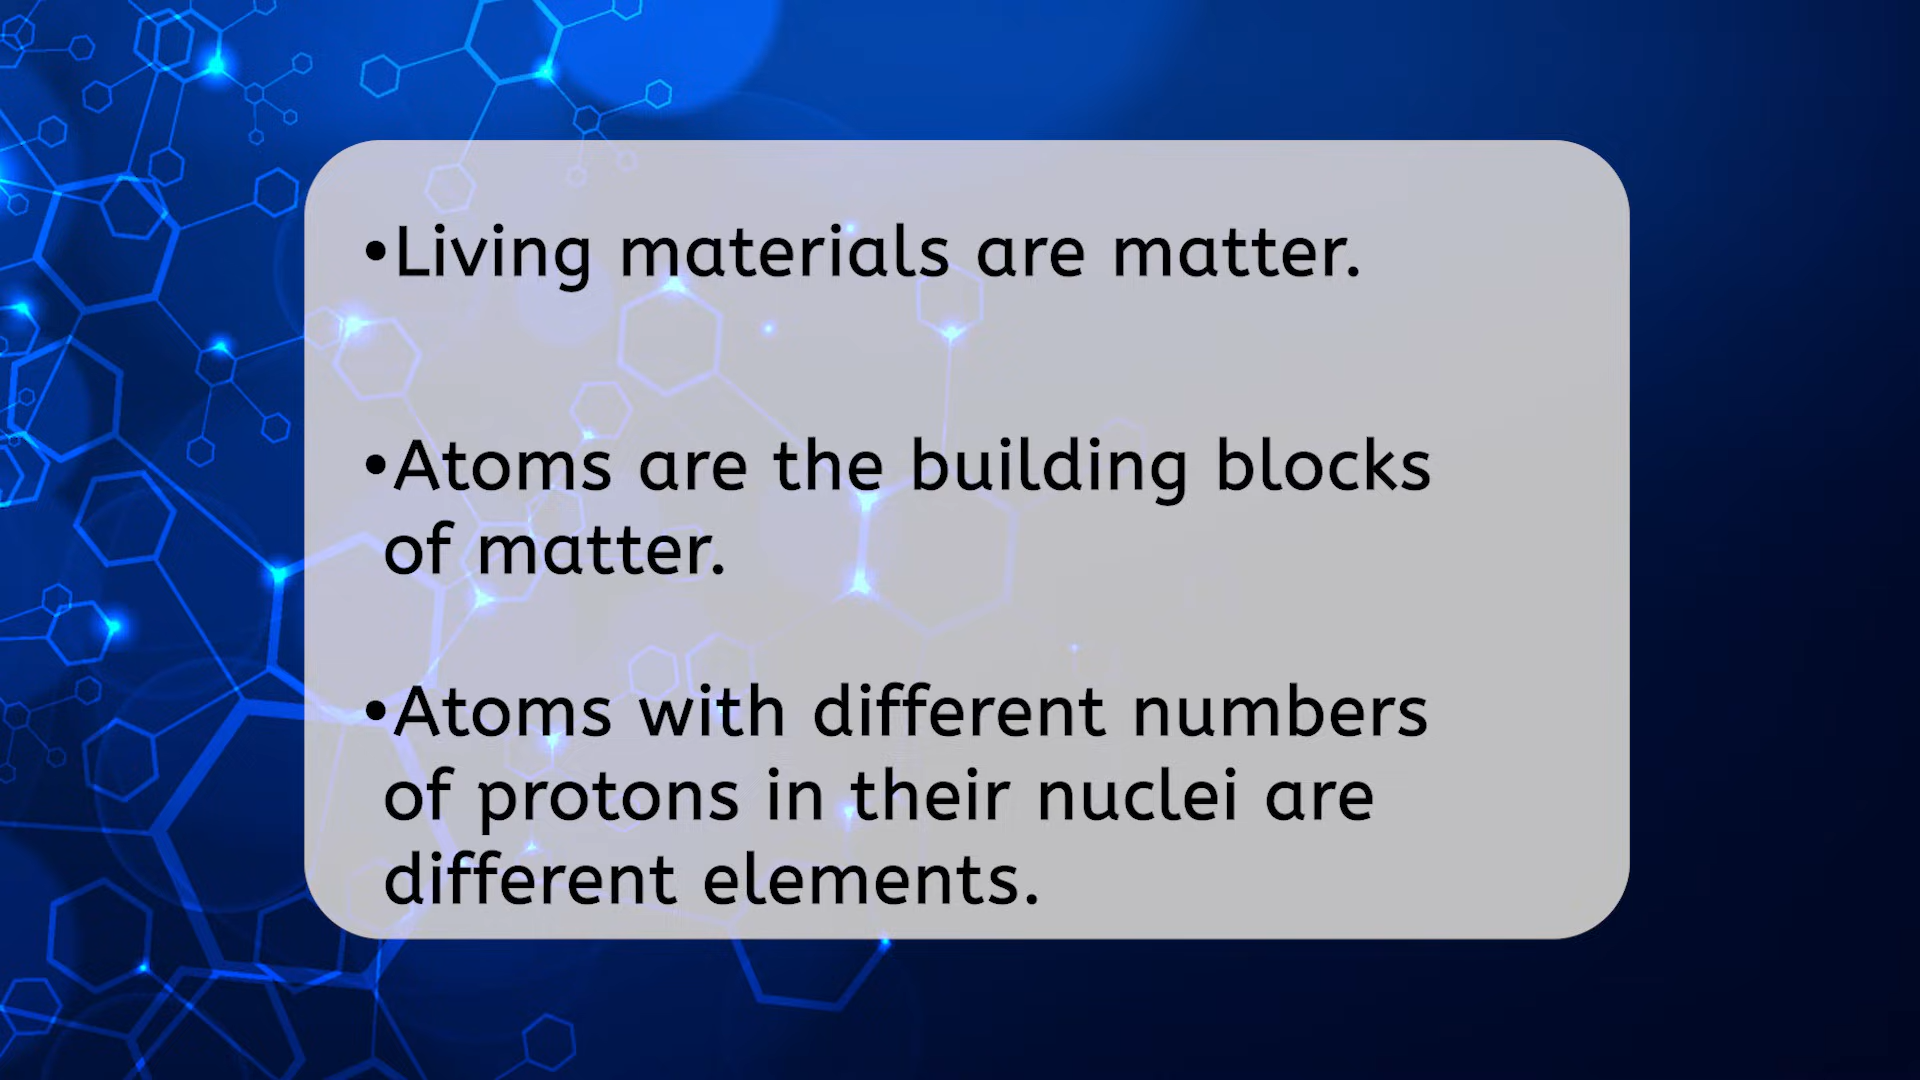 •Living materials are matter.
•Atoms are the building blocks
of matter.
•Atoms with different numbers
of protons in their nuclei are
different elements.